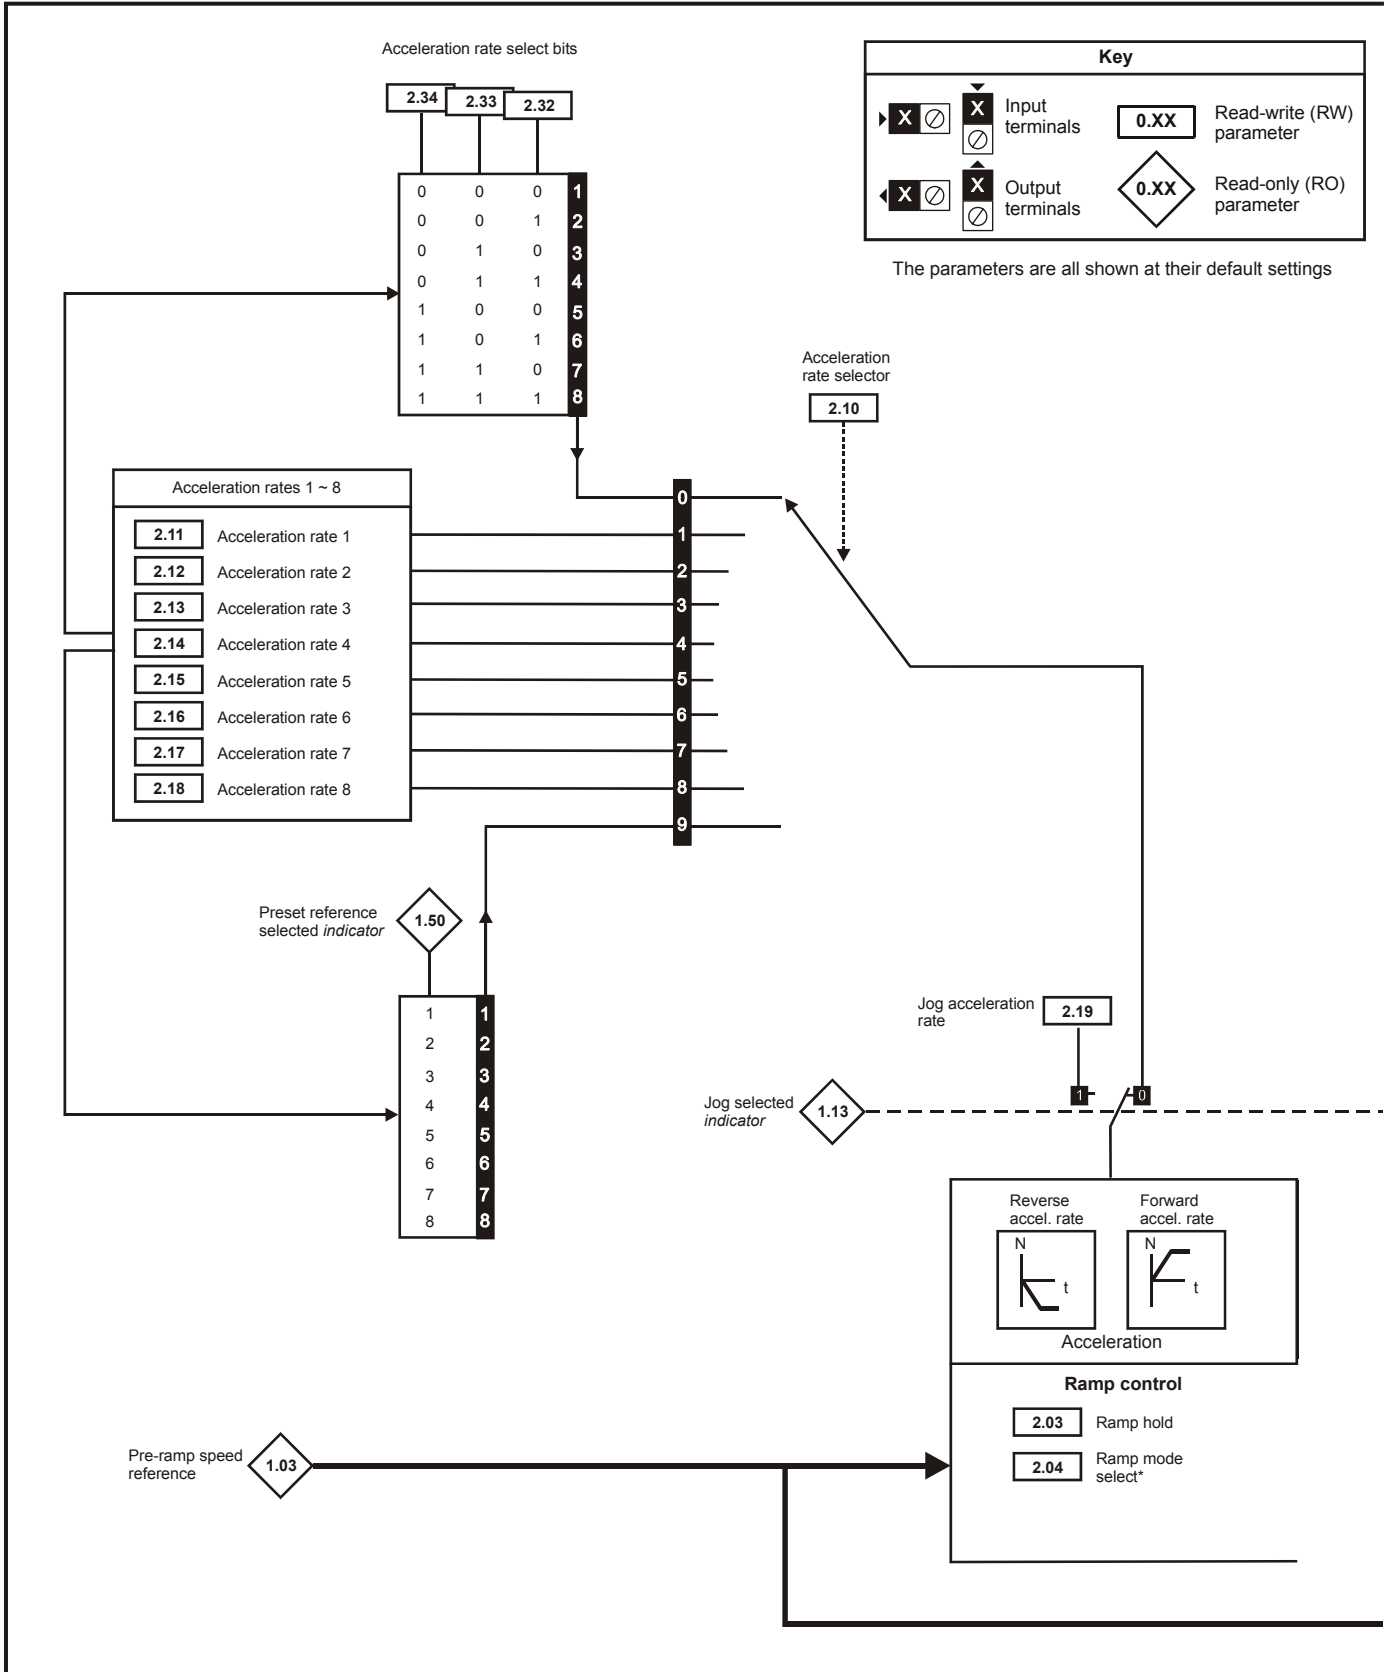 Acceleration rate select bits
2.34 2.33 2.32
0 0 0 1
0 0 1 2
0 1 0 3
0 1 1 4
1 0 0 5
1 0 1 6
1 1 0 7
1 1 1 8
Key
X
X
Input
terminals
0.XX
Read-write (RW)
parameter
X
X
Output
terminals
0.XX
Read-only (RO)
parameter
The parameters are all shown at their default settings
Acceleration
rate selector
2.10
Acceleration rates 1 ~ 8
2.11 Acceleration rate 1
2.12 Acceleration rate 2
2.13 Acceleration rate 3
2.14 Acceleration rate 4
2.15 Acceleration rate 5
2.16 Acceleration rate 6
2.17 Acceleration rate 7
2.18 Acceleration rate 8
0
1
2
3
4
5
6
7
8
9
Preset reference
selected indicator
1.50
1 1
2 2
3 3
4 4
5 5
6 6
7 7
8 8
Jog acceleration
rate
2.19
1 0
Jog selected
indicator
1.13
Reverse
accel. rate
N
t
Forward
accel. rate
N
t
Acceleration
Ramp control
2.03 Ramp hold
2.04 Ramp mode
select*
Pre-ramp speed
reference
1.03